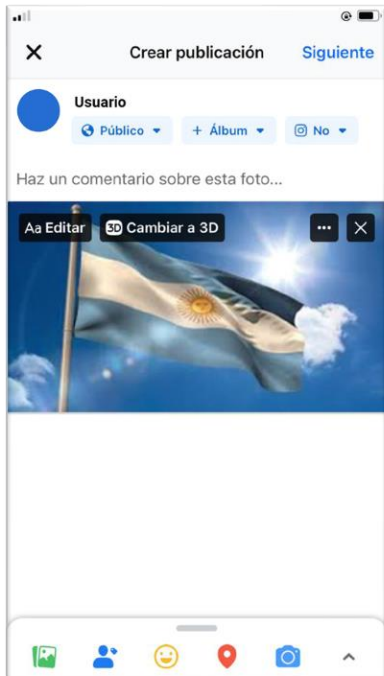 Crear publicación Siguiente
Usuario
Público + Álbum No
Haz un comentario sobre esta foto...
Aa Editar 3D Cambiar a 3D